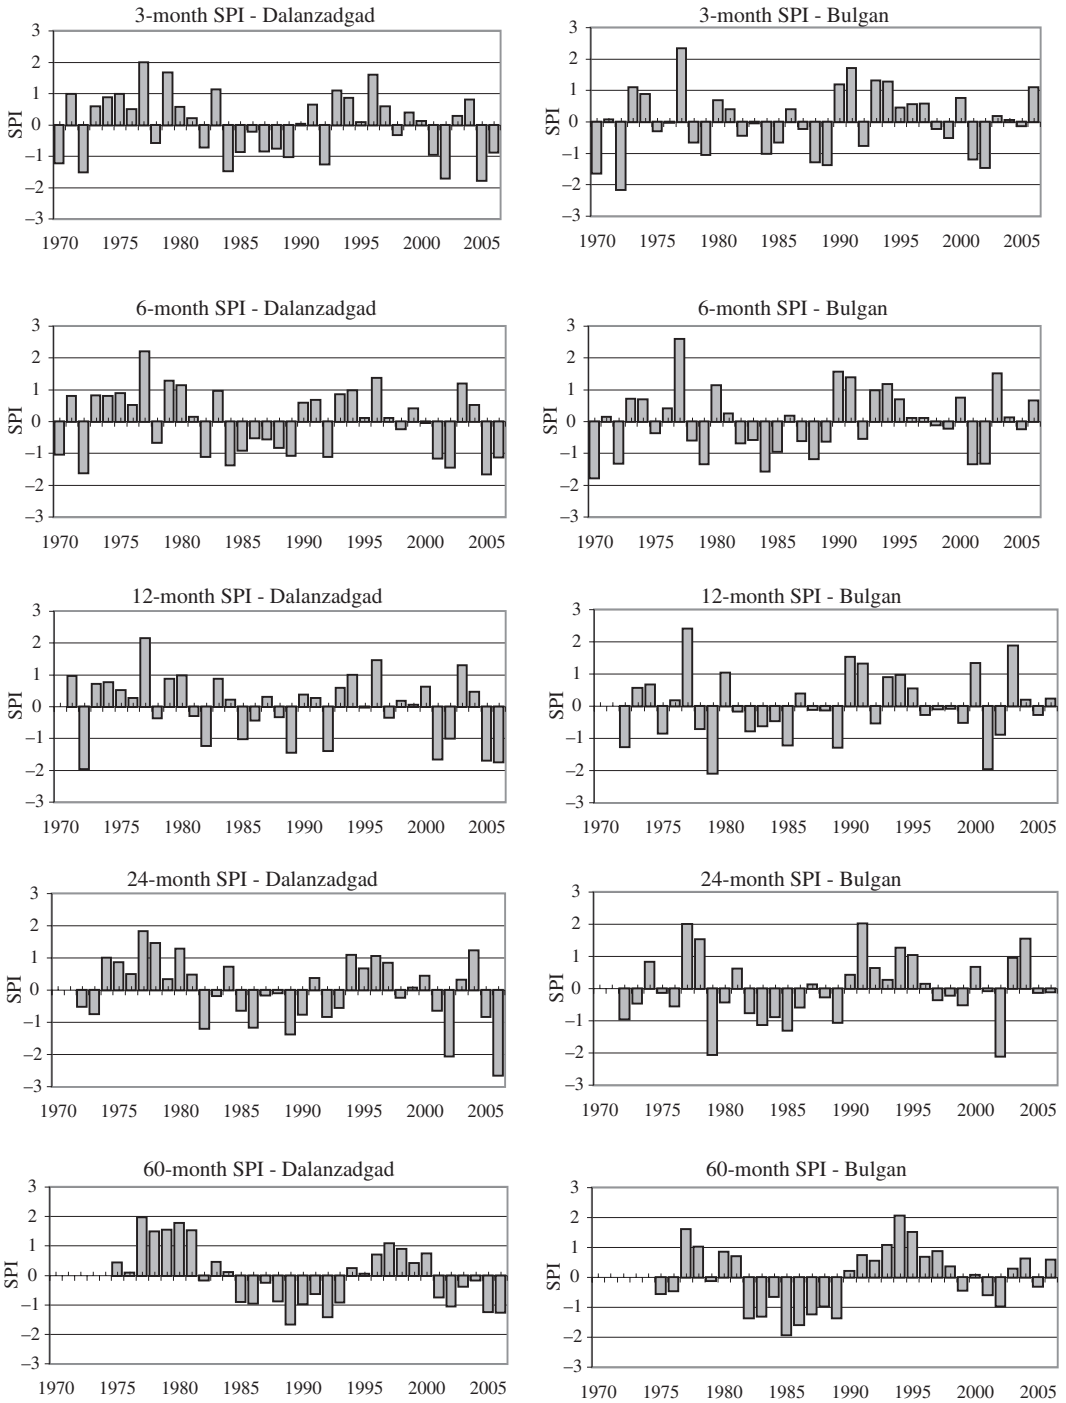 3-month SPI - Dalanzadgad
3
2
1
0
–1
–2
–3
SPI
1970 1975 1980 1985 1990 1995 2000 2005
3-month SPI - Bulgan
3
2
1
0
–1
–2
–3
SPI
1970 1975 1980 1985 1990 1995 2000 2005
6-month SPI - Dalanzadgad
3
2
1
0
–1
–2
–3
SPI
1970 1975 1980 1985 1990 1995 2000 2005
6-month SPI - Bulgan
3
2
1
0
–1
–2
–3
SPI
1970 1975 1980 1985 1990 1995 2000 2005
12-month SPI - Dalanzadgad
3
2
1
0
–1
–2
–3
SPI
1970 1975 1980 1985 1990 1995 2000 2005
12-month SPI - Bulgan
3
2
1
0
–1
–2
–3
SPI
1970 1975 1980 1985 1990 1995 2000 2005
24-month SPI - Dalanzadgad
3
2
1
0
–1
–2
–3
SPI
1970 1975 1980 1985 1990 1995 2000 2005
24-month SPI - Bulgan
3
2
1
0
–1
–2
–3
SPI
1970 1975 1980 1985 1990 1995 2000 2005
60-month SPI - Dalanzadgad
3
2
1
0
–1
–2
–3
SPI
1970 1975 1980 1985 1990 1995 2000 2005
60-month SPI - Bulgan
3
2
1
0
–1
–2
–3
SPI
1970 1975 1980 1985 1990 1995 2000 2005